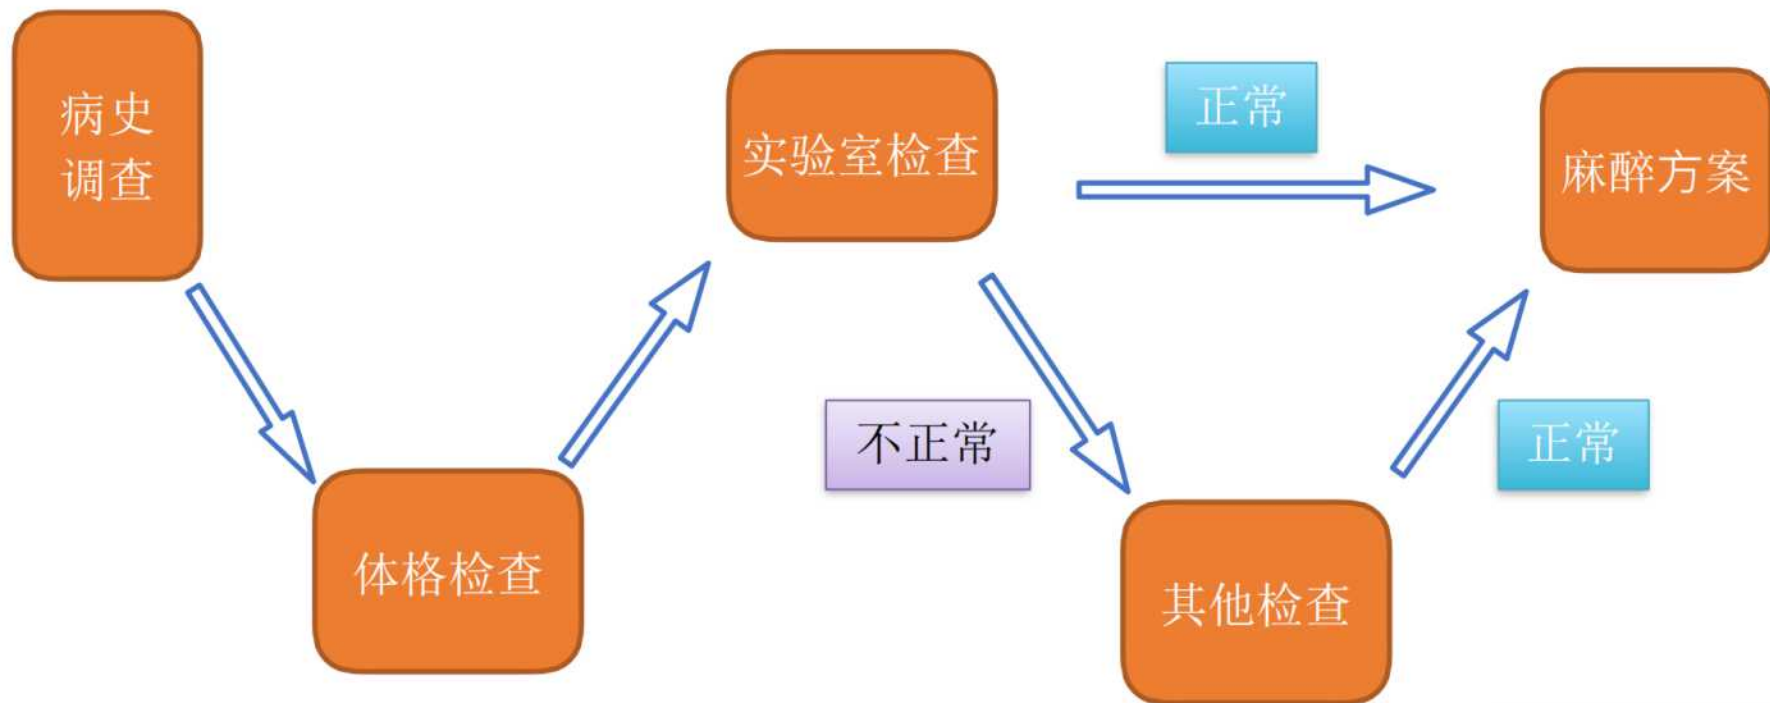 病史
调查
体格检查
实验室检查
正常
不正常
其他检查
正常
麻醉方案